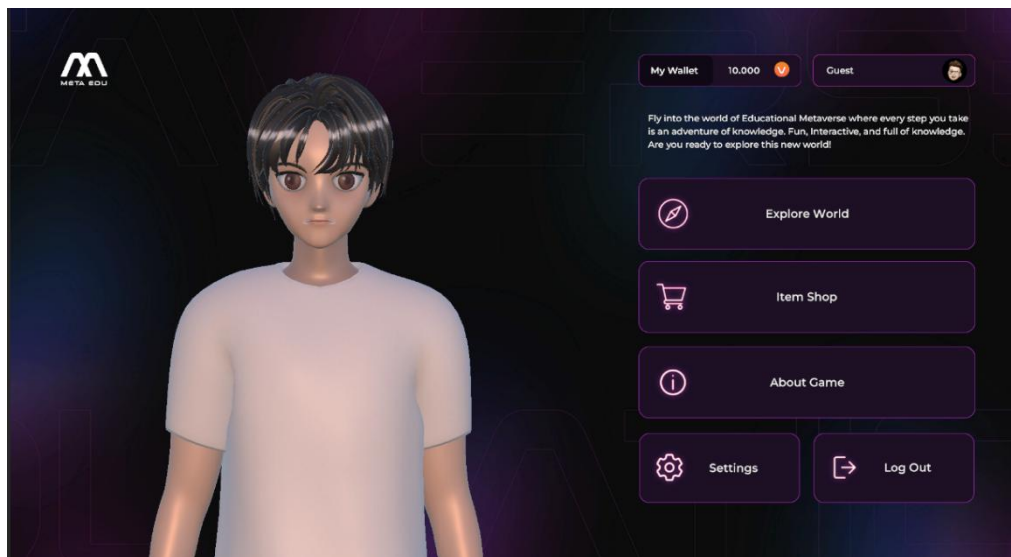 META EDU
My Wallet 10.000 V
Guest
Fly into the world of Educational Metaverse where every step you take
is an adventure of knowledge. Fun, Interactive, and full of knowledge.
Are you ready to explore this new world!
Explore World
Item Shop
About Game
Settings
Log Out